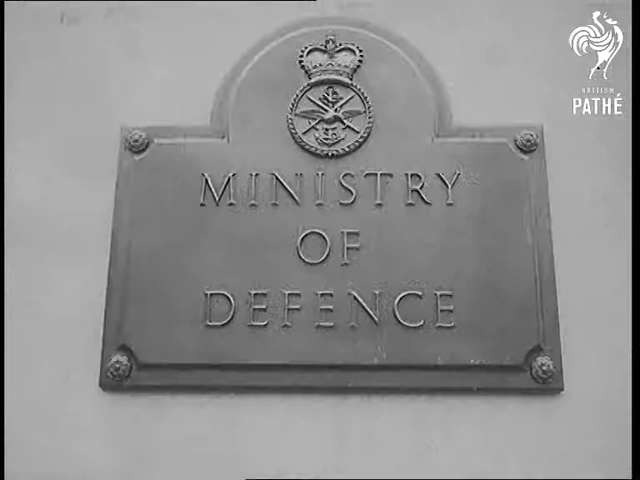 BRITISH
PATHÉ
MINISTRY
OF
DEFENCE